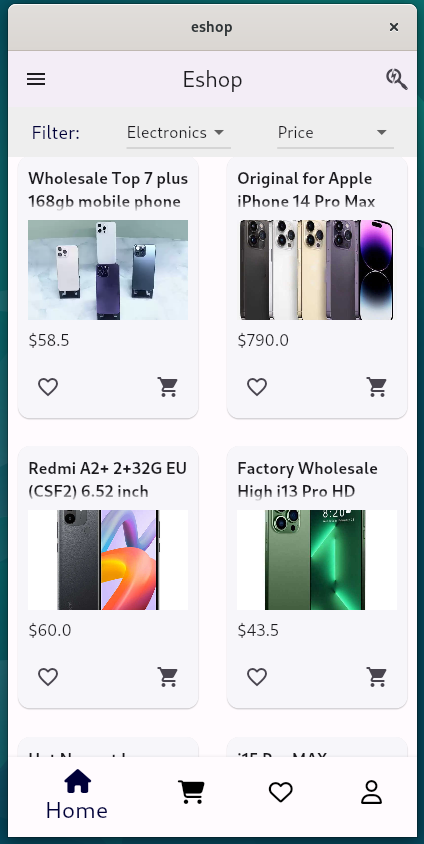 eshop
Eshop
Filter: Electronics Price
Wholesale Top 7 plus
168gb mobile phone
Original for Apple
iPhone 14 Pro Max
$58.5
$790.0
Redmi A2+ 2+32G EU
(CSF2) 6.52 inch
Factory Wholesale
High i13 Pro HD
8:20
$60.0
$43.5
i15 Pro MAX
Home